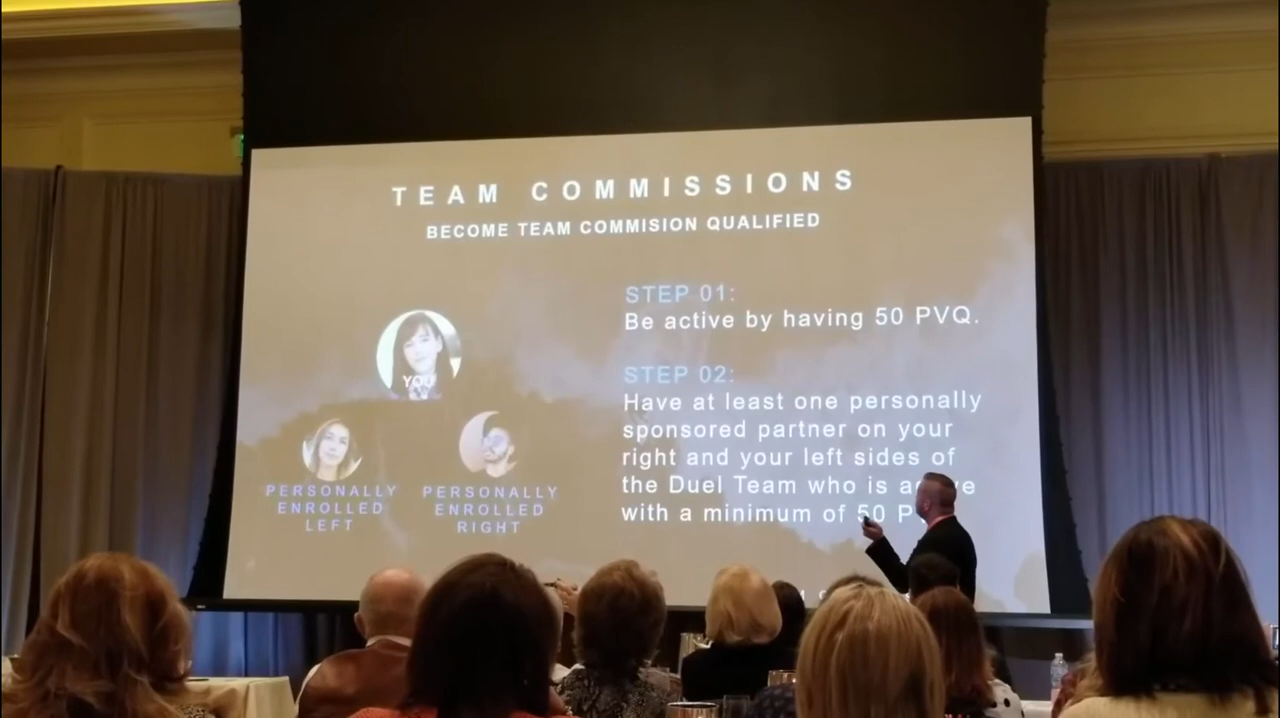 TEAM COMMISSIONS
BECOME TEAM COMMISION QUALIFIED
YOU
PERSONALLY
ENROLLED
LEFT
PERSONALLY
ENROLLED
RIGHT
STEP 01:
Be active by having 50 PVQ.
STEP 02:
Have at least one personally
sponsored partner on your
right and your left sides of
the Duel Team who is
with a minimum of 50